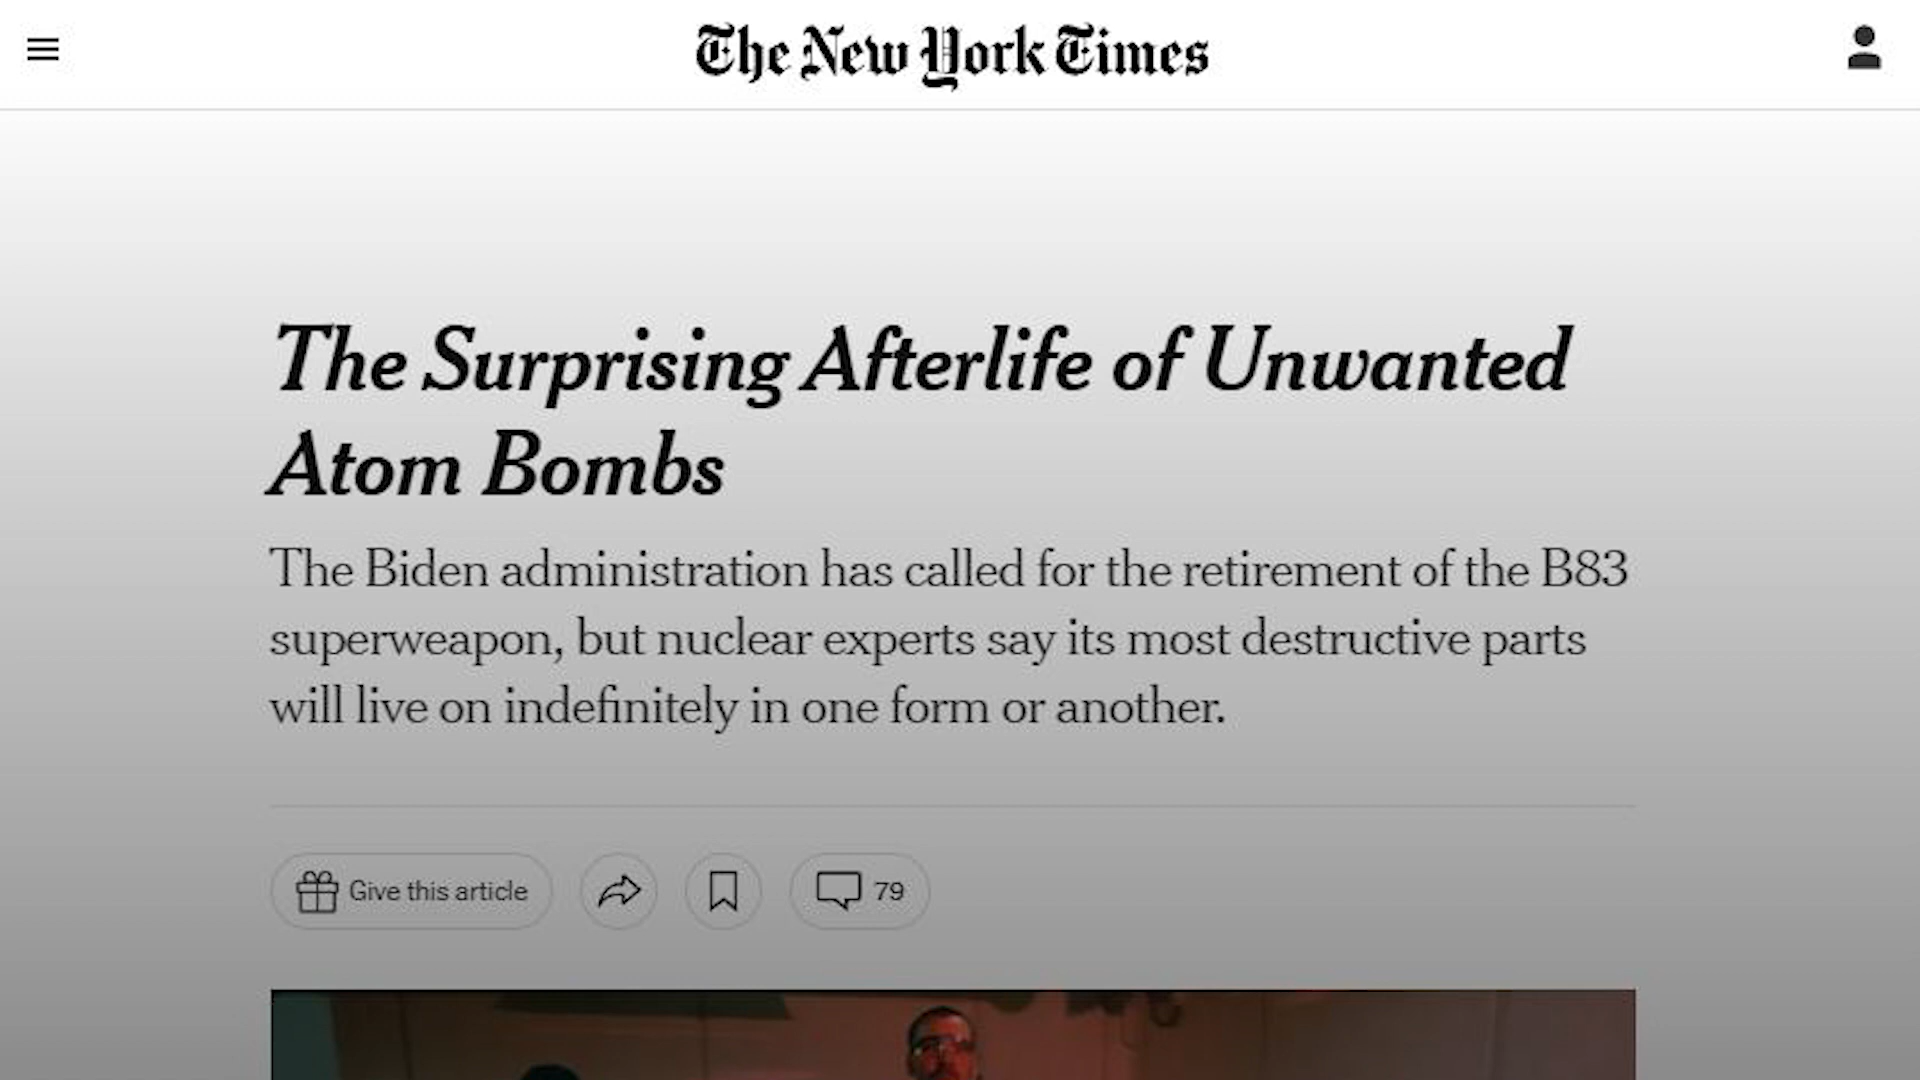 The New York Times
The Surprising Afterlife of Unwanted
Atom Bombs
The Biden administration has called for the retirement of the B83
superweapon, but nuclear experts say its most destructive parts
will live on indefinitely in one form or another.
Give this article
79